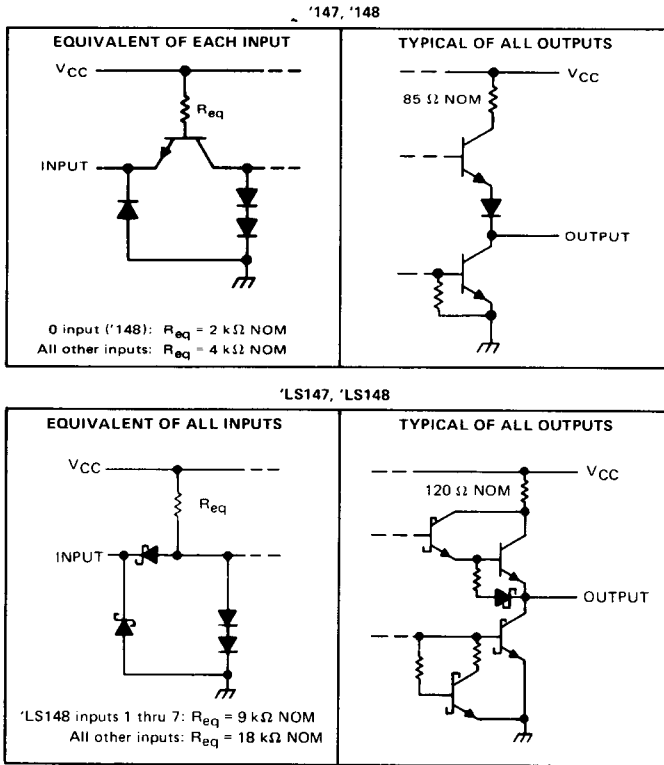 '147, '148
EQUIVALENT OF EACH INPUT
VCC
Req
INPUT
0 input ('148): Req = 2 kΩ NOM
All other inputs: Req = 4 kΩ NOM
TYPICAL OF ALL OUTPUTS
VCC
85 Ω NOM
OUTPUT
'LS147, 'LS148
EQUIVALENT OF ALL INPUTS
VCC
Req
INPUT
'LS148 inputs 1 thru 7: Req = 9 kΩ NOM
All other inputs: Req = 18 kΩ NOM
TYPICAL OF ALL OUTPUTS
VCC
120 Ω NOM
OUTPUT